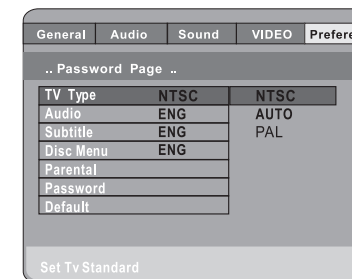 General Audio Sound VIDEO Prefere
.. Password Page ..
TV Type NTSC NTSC
Audio ENG AUTO
Subtitle ENG PAL
Disc Menu ENG
Parental
Password
Default
Set Tv Standard